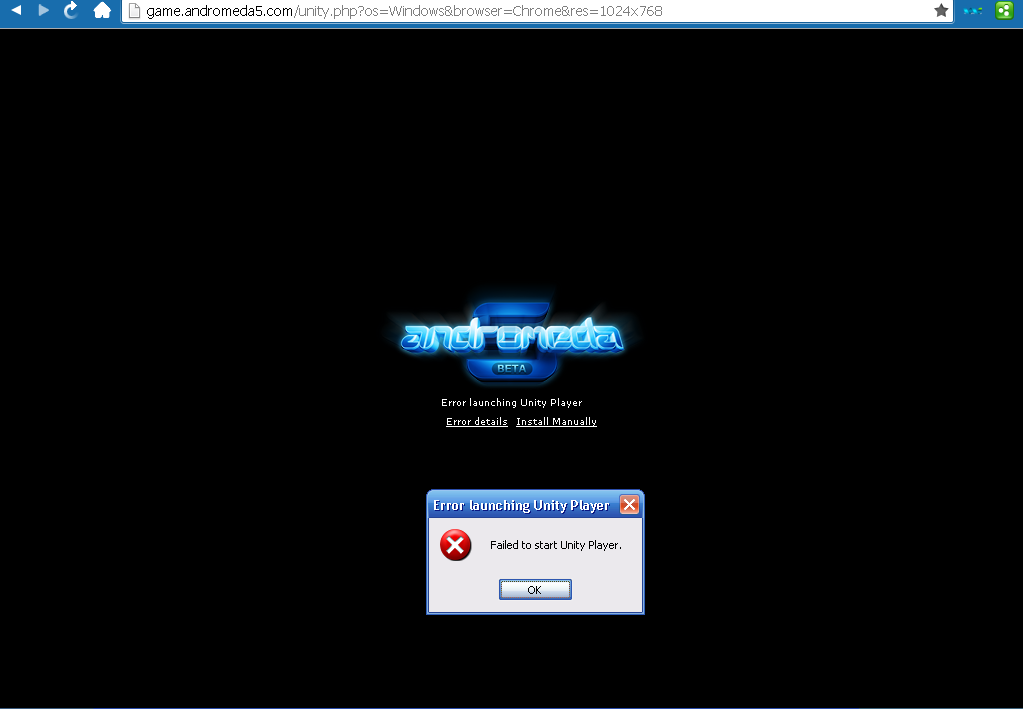 game.andromeda5.com/unity.php?os=Windows&browser=Chrome&res=1024x768
andromeda
5
BETA
Error launching Unity Player
Error details Install Manually
Error launching Unity Player
Failed to start Unity Player.
OK